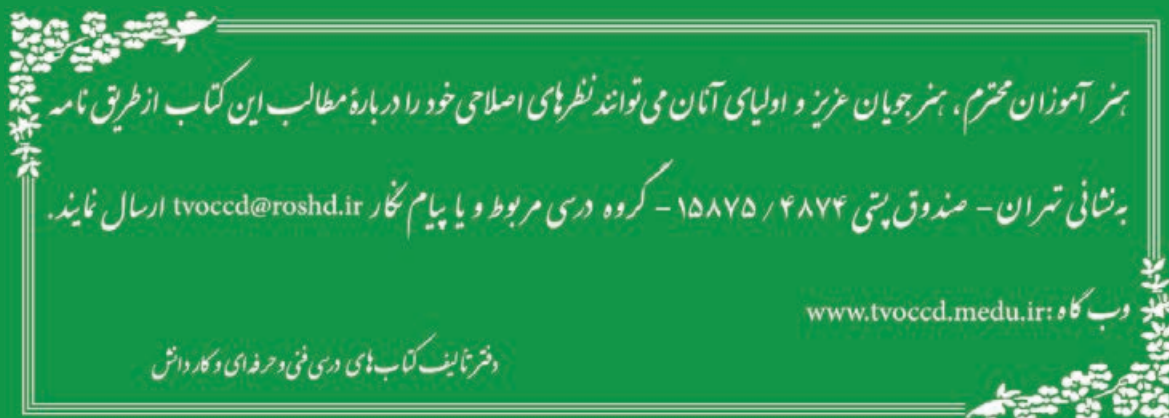 هنرآموزان محترم، هنرجویان عزیز و اولیای آنان می‌توانند نظرهای اصلاحی خود را دربارهٔ مطالب این کتاب ازطریق نامه
به‌نشانی تهران – صندوق پستی ۴۸۷۴ / ۱۵۸۷۵ – گروه درسی مربوط و یا پیام‌نگار tvoccd@roshd.ir ارسال نمایند.
وب‌گاه: www.tvoccd.medu.ir
دفتر تألیف کتاب‌های درسی فنی و حرفه‌ای و کاردانش